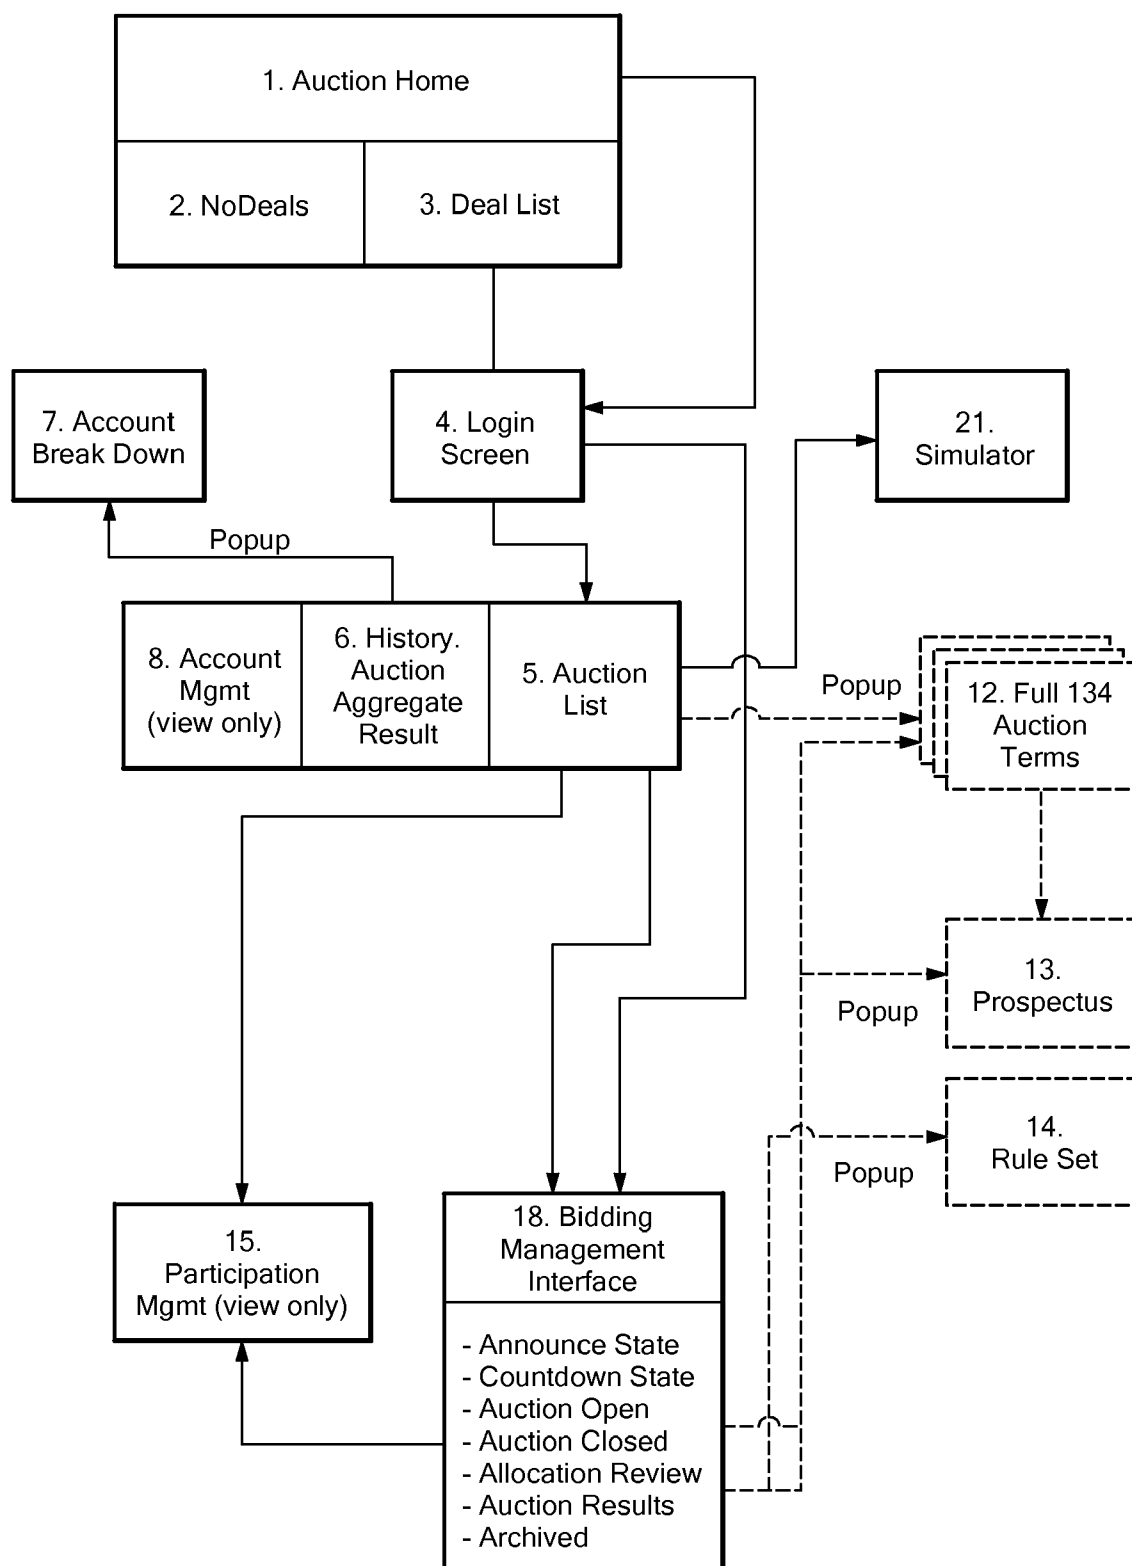 1. Auction Home
2. NoDeals
3. Deal List
7. Account
Break Down
4. Login
Screen
21.
Simulator
Popup
8. Account
Mgmt
(view only)
6. History.
Auction
Aggregate
Result
5. Auction
List
Popup
12. Full 134
Auction
Terms
13.
Prospectus
Popup
14.
Rule Set
Popup
15.
Participation
Mgmt (view only)
18. Bidding
Management
Interface
- Announce State
- Countdown State
- Auction Open
- Auction Closed
- Allocation Review
- Auction Results
- Archived